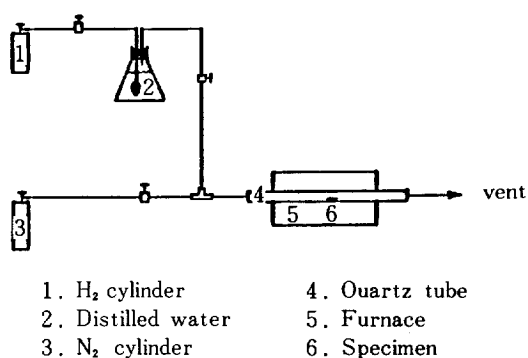 1
2
3
4
5
6
vent
1. H₂ cylinder
2. Distilled water
3. N₂ cylinder
4. Ouartz tube
5. Furnace
6. Specimen